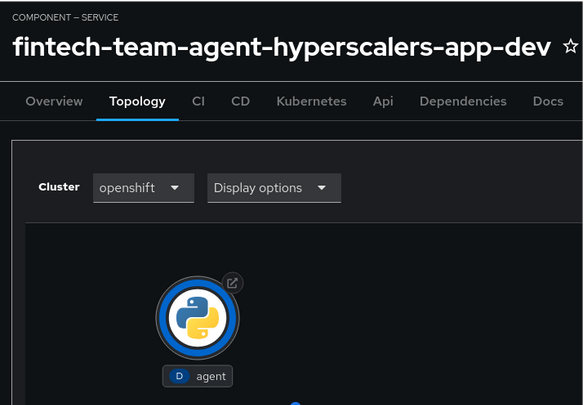 COMPONENT — SERVICE
fintech-team-agent-hyperscalers-app-dev
Overview Topology CI CD Kubernetes Api Dependencies Docs
Cluster openshift Display options
D agent